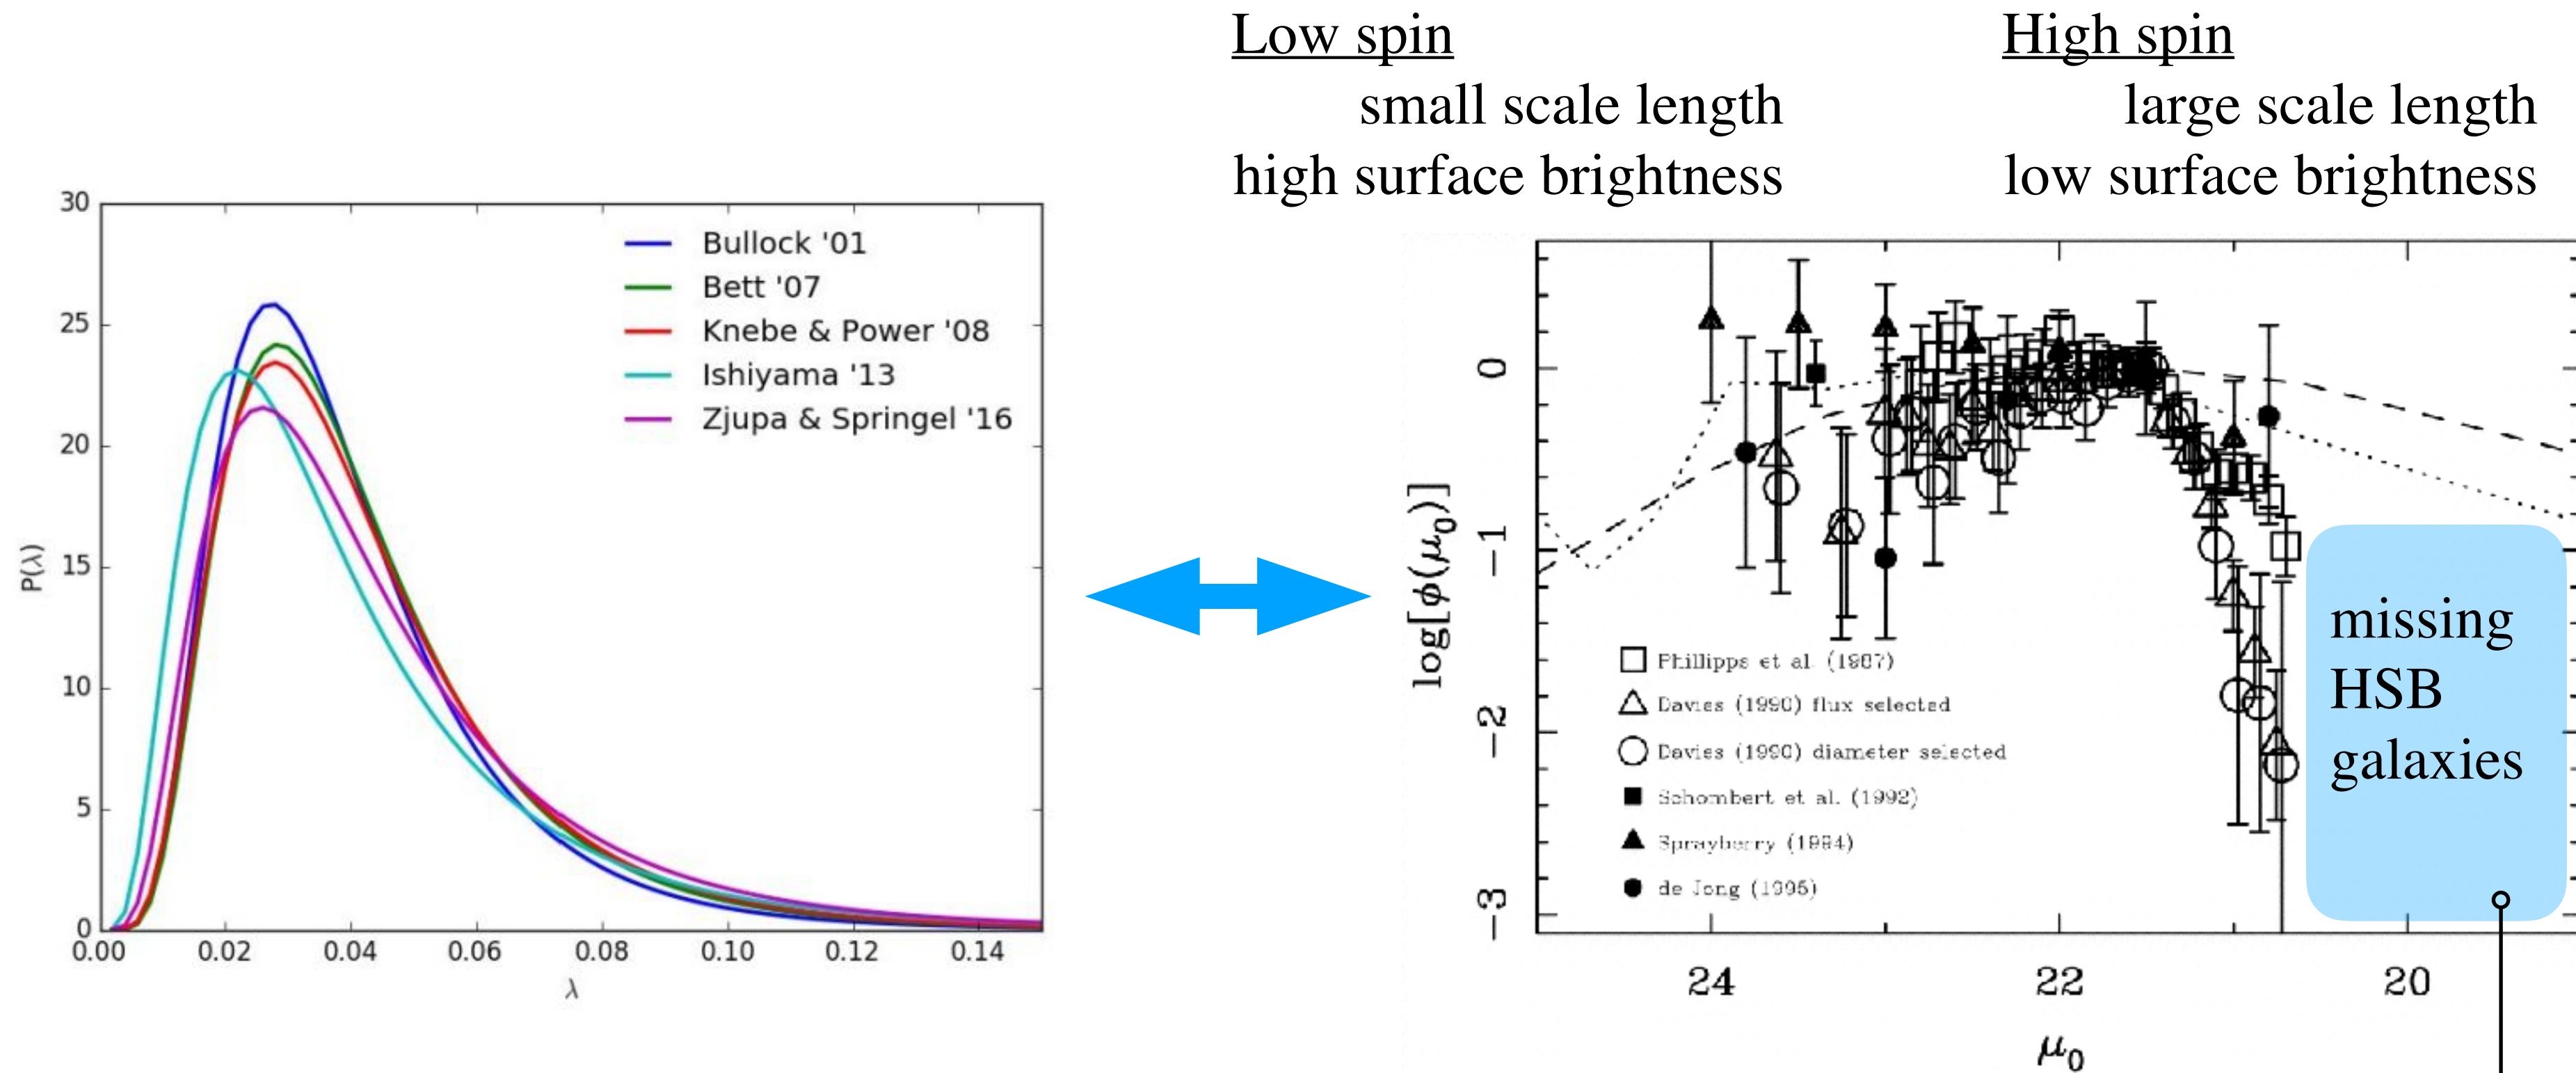 Low spin
small scale length
high surface brightness
High spin
large scale length
low surface brightness
30
25
20
15
10
5
0
P(λ)
0.00 0.02 0.04 0.06 0.08 0.10 0.12 0.14
λ
Bullock '01
Bett '07
Knebe & Power '08
Ishiyama '13
Zjupa & Springel '16
log[ϕ(μ₀)]
0
−1
−2
−3
Phillipps et al. (1987)
Davies (1990) flux selected
Davies (1990) diameter selected
Schombert et al. (1992)
Sprayberry (1994)
de Jong (1995)
missing
HSB
galaxies
24 22 20
μ₀